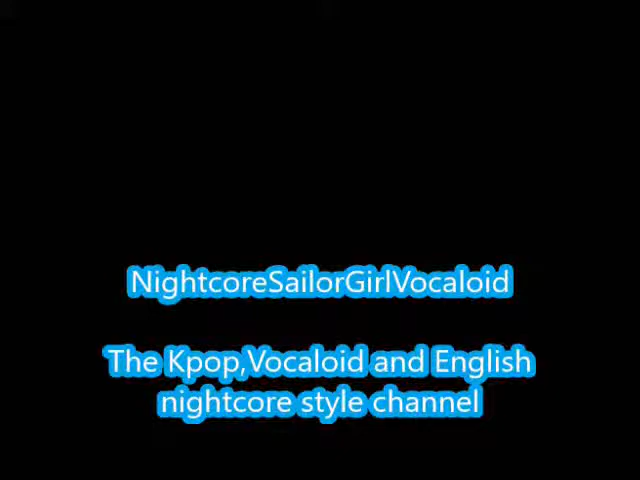 NightcoreSailorGirlVocaloid
The Kpop,Vocaloid and English
nightcore style channel